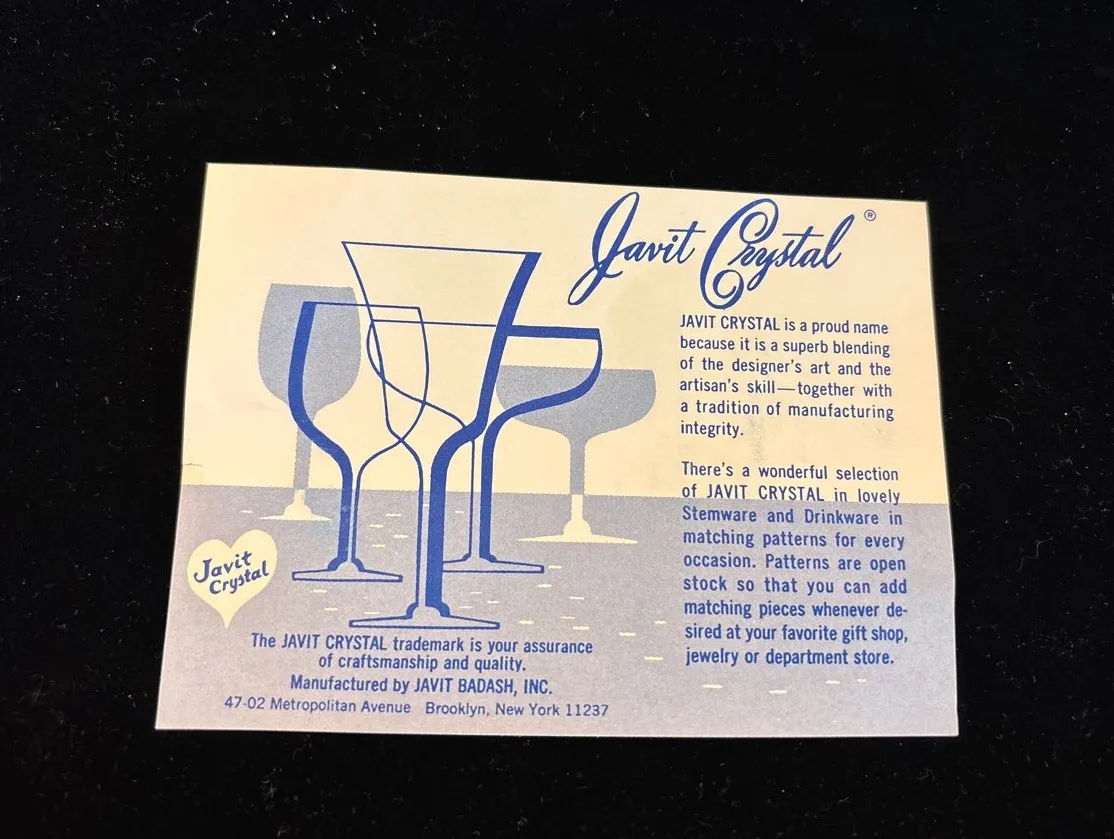 Javit Crystal ®
JAVIT CRYSTAL is a proud name
because it is a superb blending
of the designer's art and the
artisan's skill—together with
a tradition of manufacturing
integrity.
There's a wonderful selection
of JAVIT CRYSTAL in lovely
Stemware and Drinkware in
matching patterns for every
occasion. Patterns are open
stock so that you can add
matching pieces whenever de-
sired at your favorite gift shop,
jewelry or department store.
Javit
Crystal
The JAVIT CRYSTAL trademark is your assurance
of craftsmanship and quality.
Manufactured by JAVIT BADASH, INC.
47-02 Metropolitan Avenue Brooklyn, New York 11237